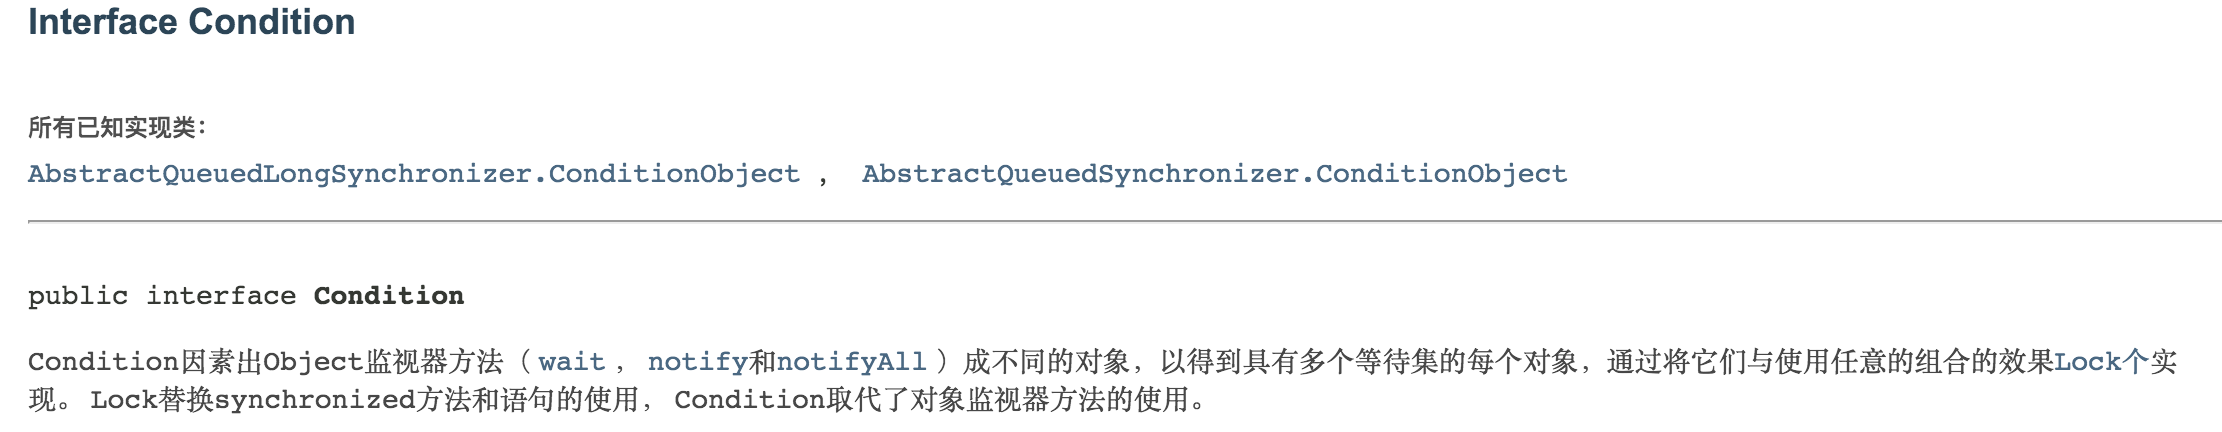 Interface Condition
所有已知实现类：
AbstractQueuedLongSynchronizer.ConditionObject ， AbstractQueuedSynchronizer.ConditionObject
public interface Condition
Condition因素出Object监视器方法（ wait ， notify和notifyAll ）成不同的对象，以得到具有多个等待集的每个对象，通过将它们与使用任意的组合的效果Lock个实
现。 Lock替换synchronized方法和语句的使用， Condition取代了对象监视器方法的使用。